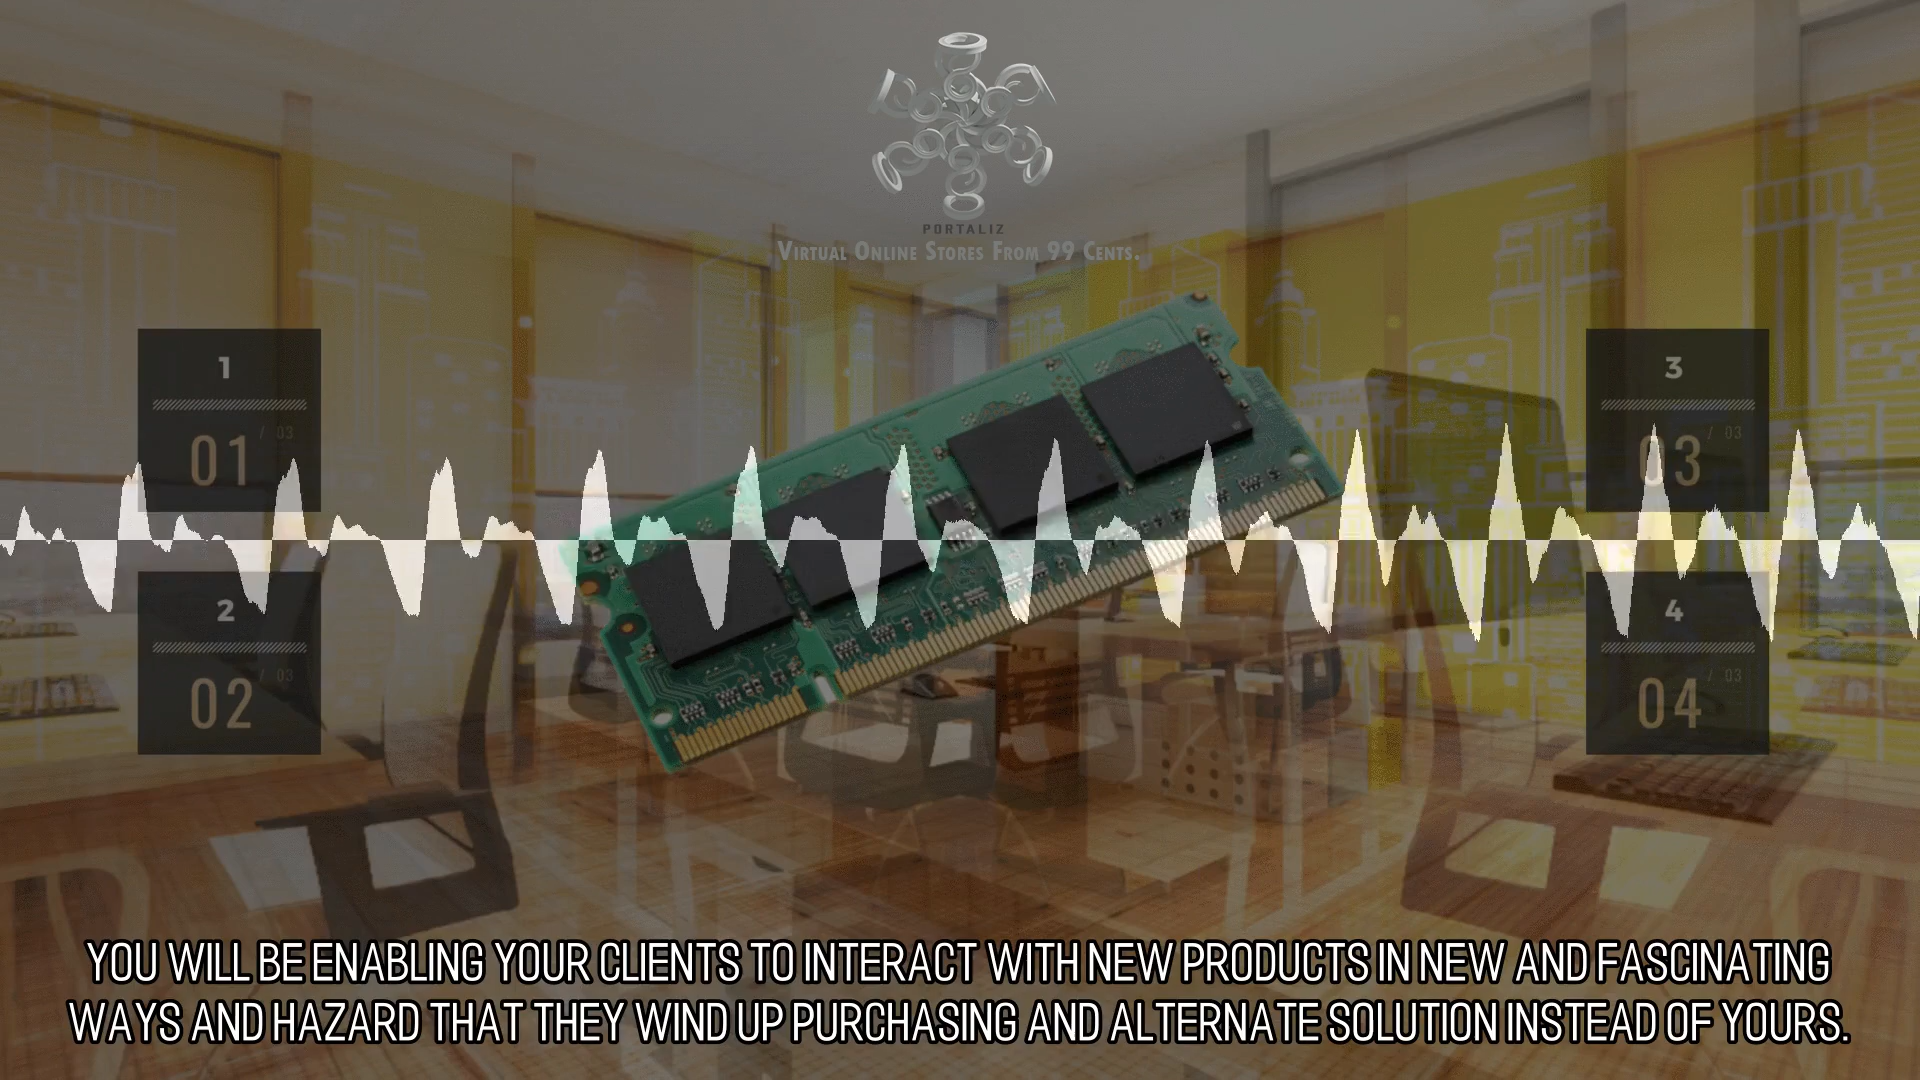 PORTALIZ
Virtual Online Stores From 99 Cents.
1
01 / 03
2
02 / 03
3
03 / 03
4
04 / 03
YOU WILL BE ENABLING YOUR CLIENTS TO INTERACT WITH NEW PRODUCTS IN NEW AND FASCINATING
WAYS AND HAZARD THAT THEY WIND UP PURCHASING AND ALTERNATE SOLUTION INSTEAD OF YOURS.